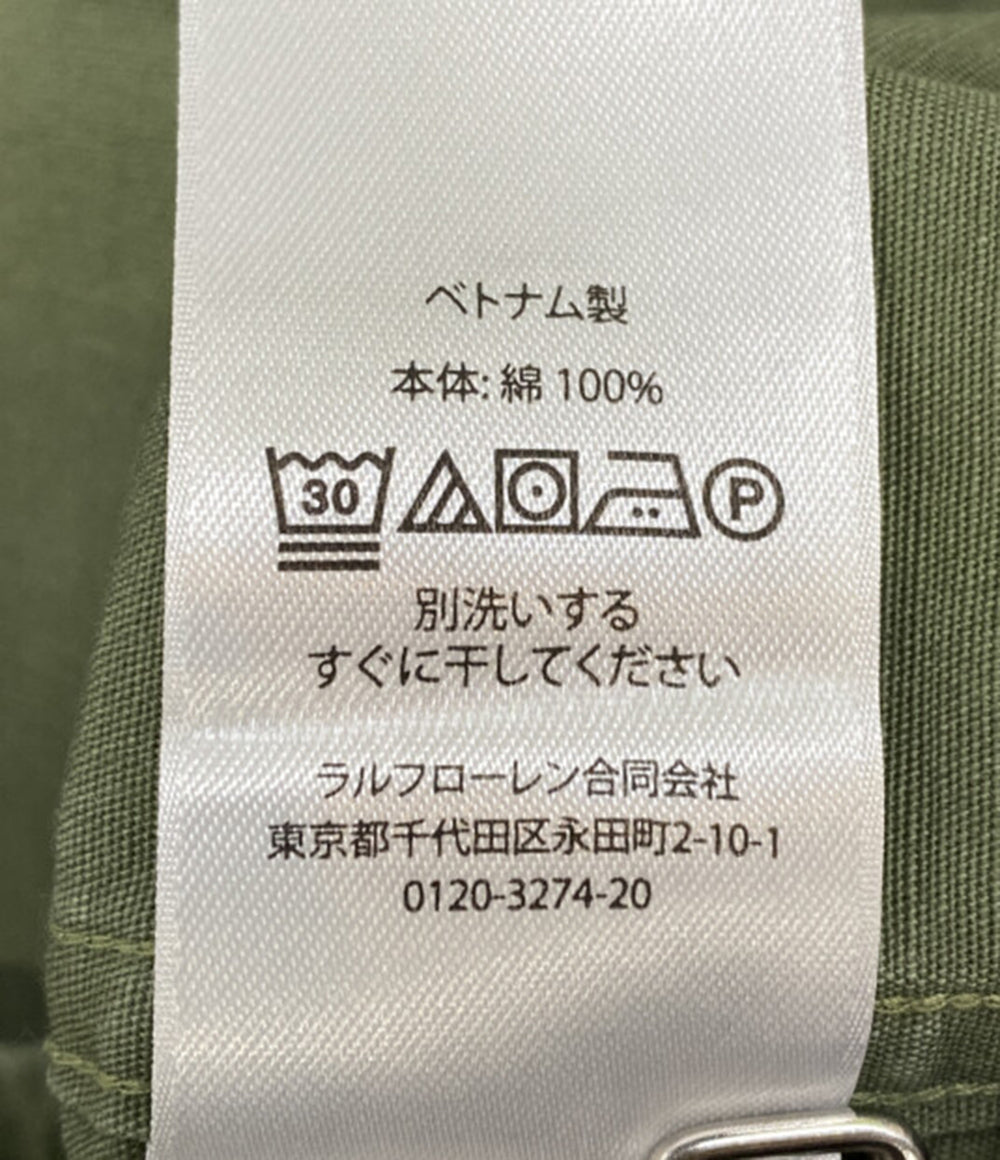 ベトナム製
本体: 綿 100%
30 P
別洗いする
すぐに干してください
ラルフローレン合同会社
東京都千代田区永田町2-10-1
0120-3274-20